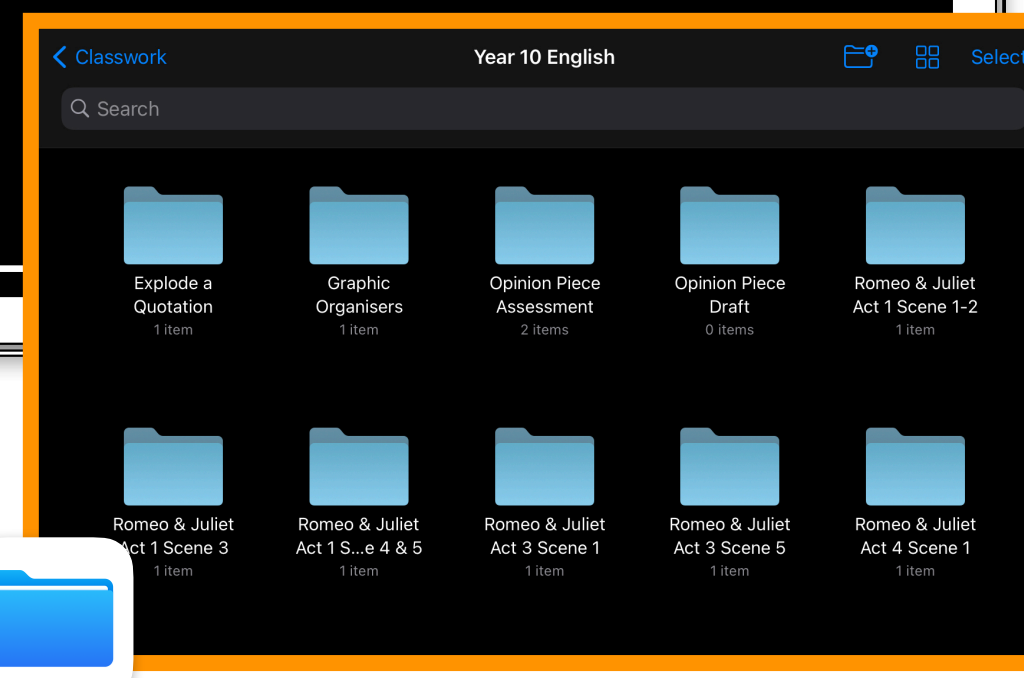 Classwork
Year 10 English
Select
Search
Explode a
Quotation
1 item
Graphic
Organisers
1 item
Opinion Piece
Assessment
2 items
Opinion Piece
Draft
0 items
Romeo & Juliet
Act 1 Scene 1-2
1 item
Romeo & Juliet
Act 1 Scene 3
1 item
Romeo & Juliet
Act 1 S...e 4 & 5
1 item
Romeo & Juliet
Act 3 Scene 1
1 item
Romeo & Juliet
Act 3 Scene 5
1 item
Romeo & Juliet
Act 4 Scene 1
1 item